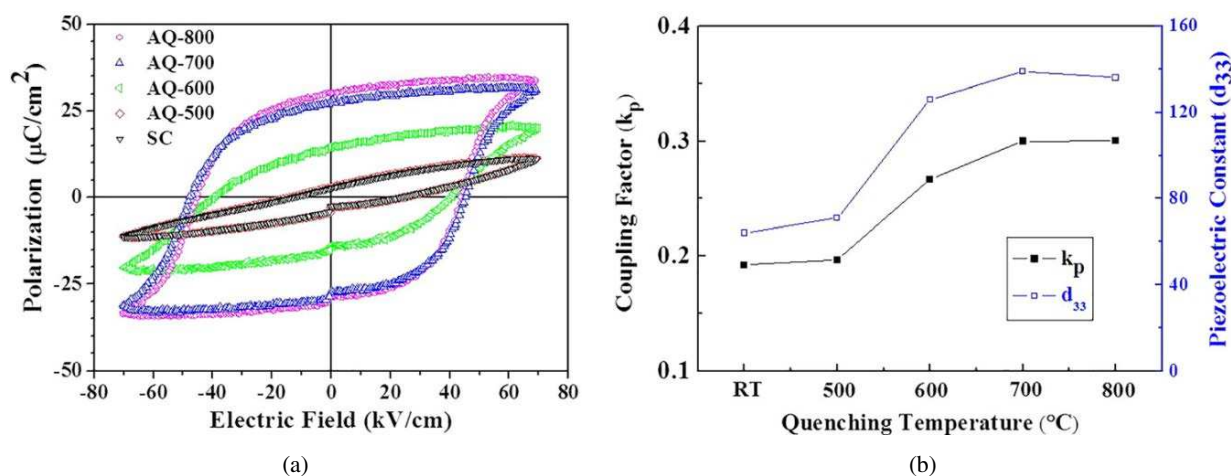 50
25
0
-25
-50
Polarization (μC/cm²)
AQ-800
AQ-700
AQ-600
AQ-500
SC
-80 -60 -40 -20 0 20 40 60 80
Electric Field (kV/cm)
(a)
0.4
0.3
0.2
0.1
Coupling Factor (kₚ)
kₚ
d₃₃
160
120
80
40
0
Piezoelectric Constant (d₃₃)
RT 500 600 700 800
Quenching Temperature (°C)
(b)